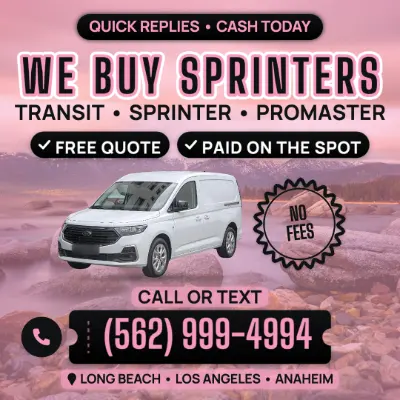 QUICK REPLIES • CASH TODAY
WE BUY SPRINTERS
TRANSIT • SPRINTER • PROMASTER
✓ FREE QUOTE ✓ PAID ON THE SPOT
NO
FEES
CALL OR TEXT
(562) 999-4994
LONG BEACH • LOS ANGELES • ANAHEIM